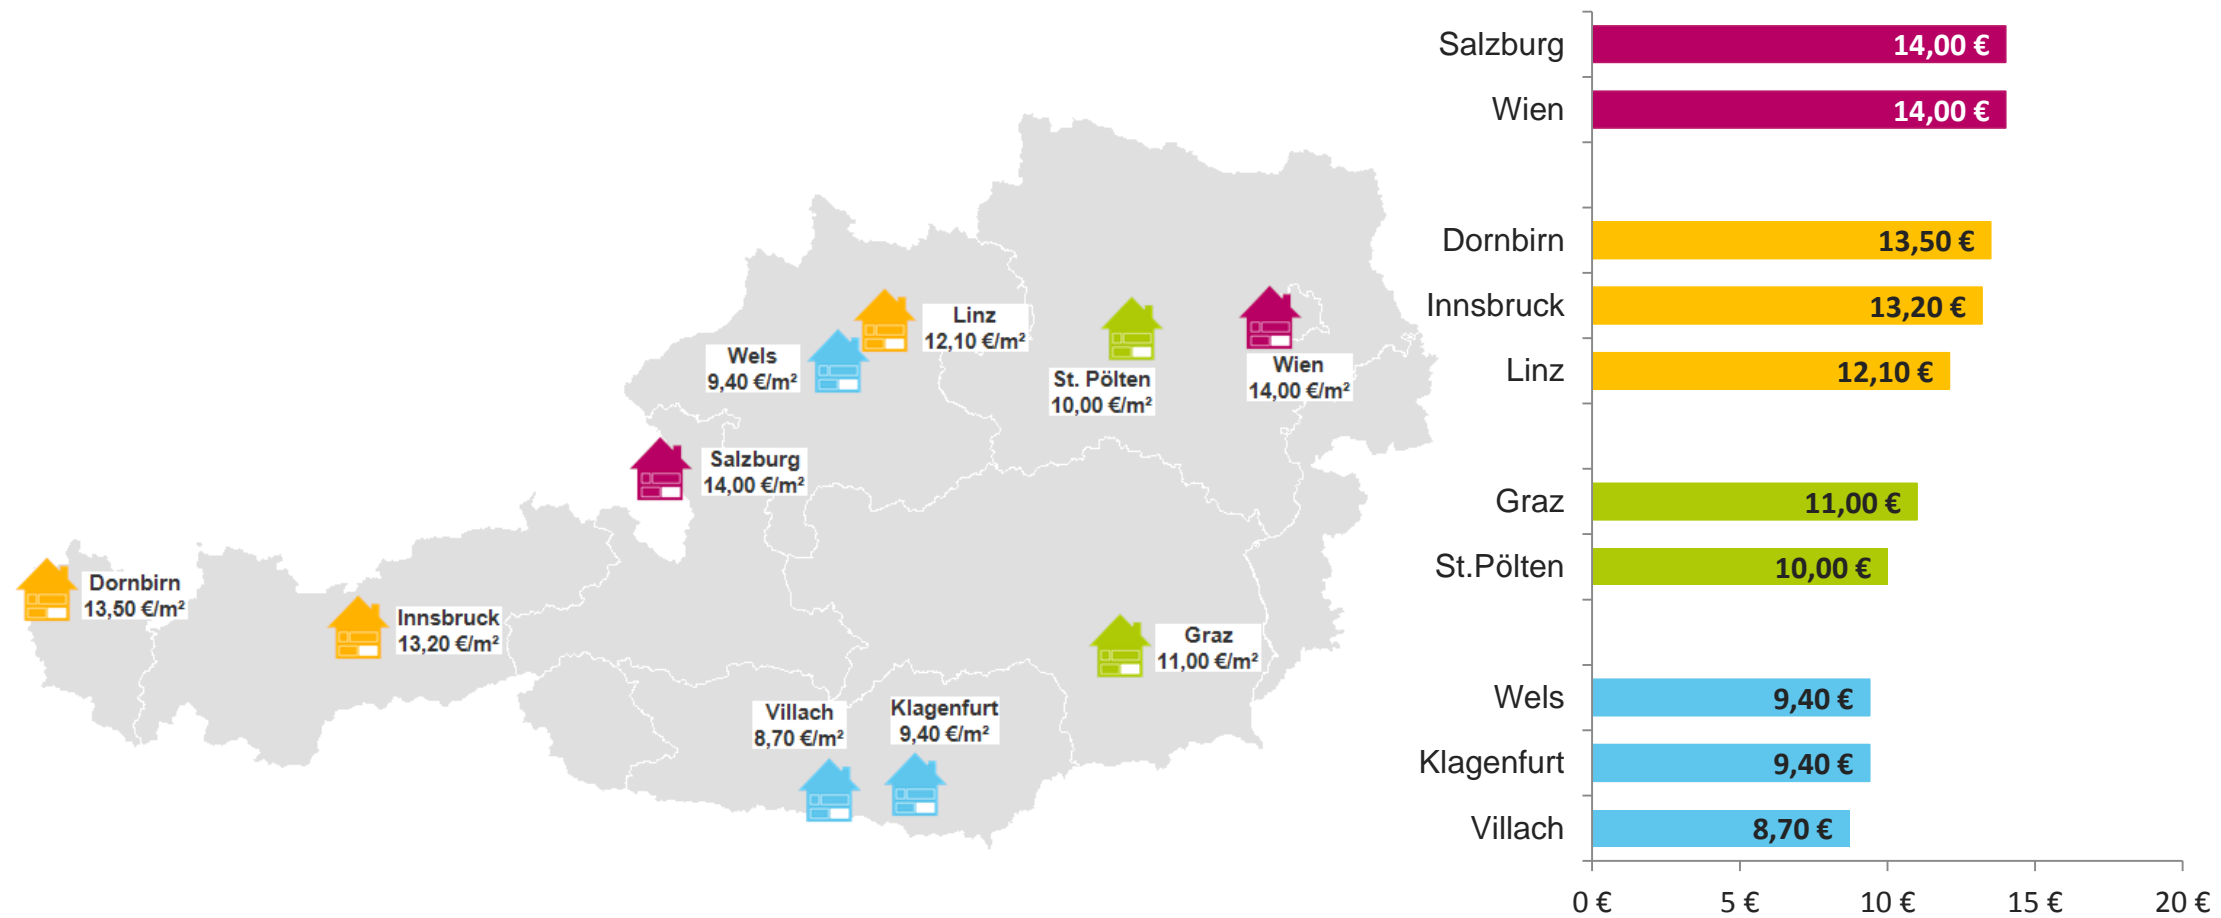 Linz
12,10 €/m²
Wels
9,40 €/m²
St. Pölten
10,00 €/m²
Wien
14,00 €/m²
Salzburg
14,00 €/m²
Dornbirn
13,50 €/m²
Innsbruck
13,20 €/m²
Graz
11,00 €/m²
Villach
8,70 €/m²
Klagenfurt
9,40 €/m²
Salzburg 14,00 €
Wien 14,00 €
Dornbirn 13,50 €
Innsbruck 13,20 €
Linz 12,10 €
Graz 11,00 €
St.Pölten 10,00 €
Wels 9,40 €
Klagenfurt 9,40 €
Villach 8,70 €
0 € 5 € 10 € 15 € 20 €